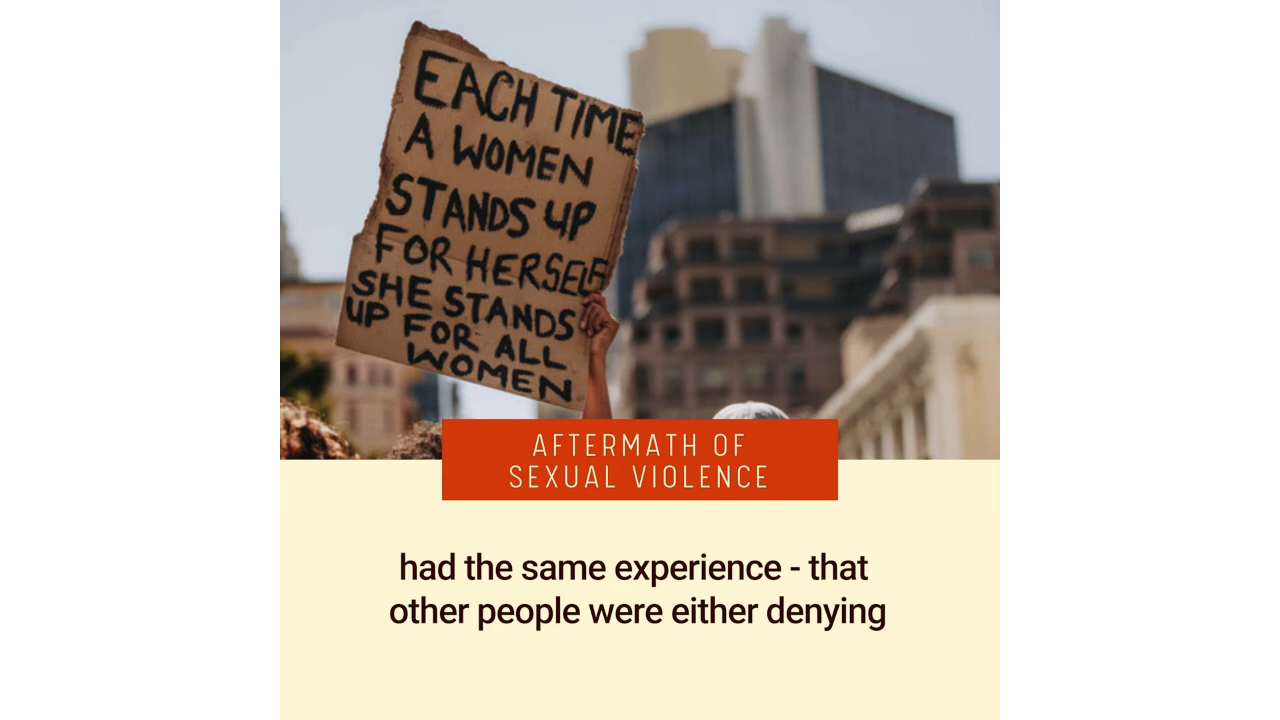 EACH TIME
A WOMEN
STANDS UP
FOR HERSELF
SHE STANDS
UP FOR ALL
WOMEN
AFTERMATH OF
SEXUAL VIOLENCE
had the same experience - that
other people were either denying